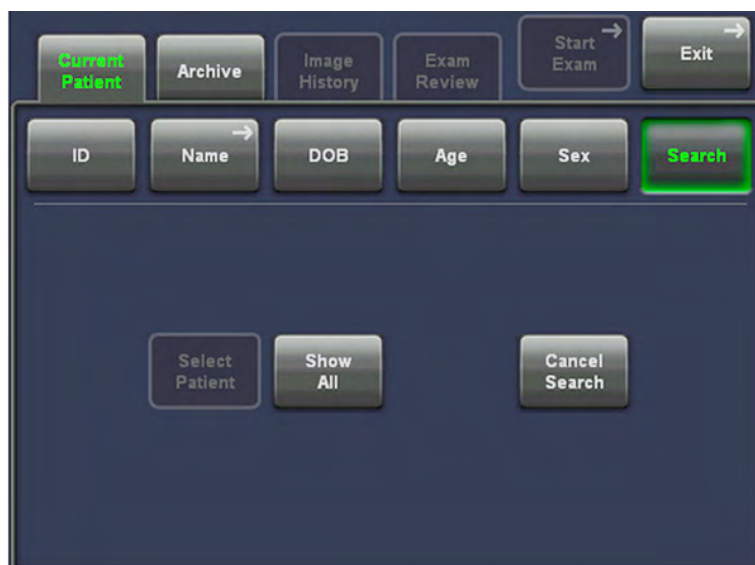 Current
Patient
Archive
Image
History
Exam
Review
Start
Exam
Exit
ID
Name
DOB
Age
Sex
Search
Select
Patient
Show
All
Cancel
Search